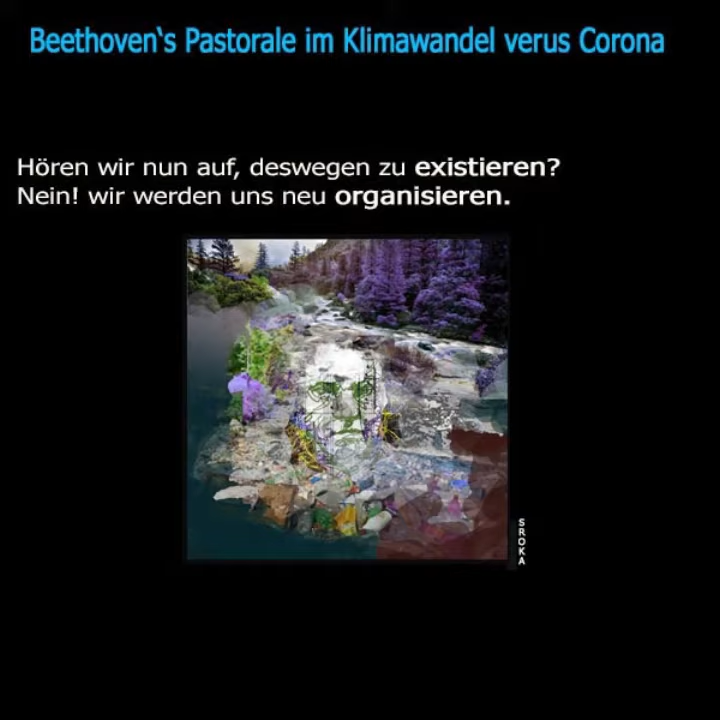 Beethoven's Pastorale im Klimawandel verus Corona
Hören wir nun auf, deswegen zu existieren?
Nein! wir werden uns neu organisieren.
SROKA